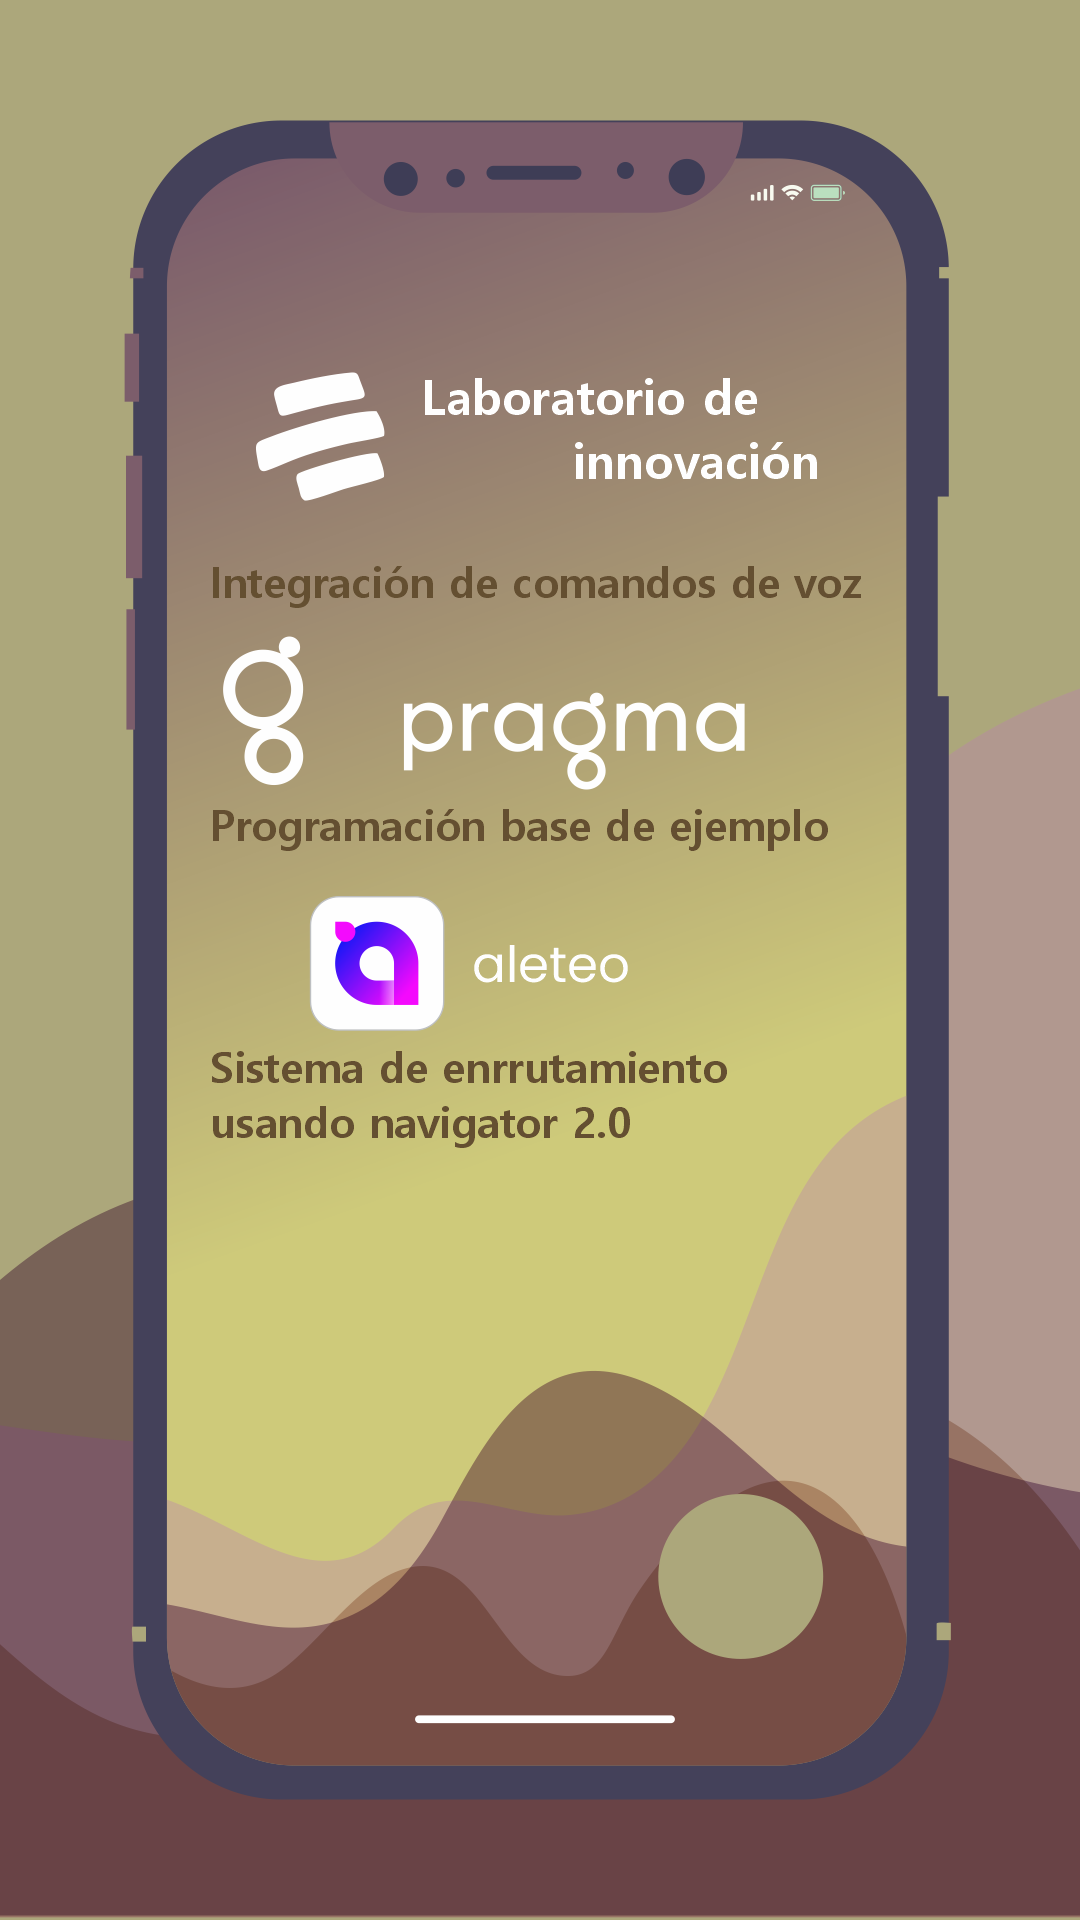 Laboratorio de
innovación
Integración de comandos de voz
pragma
Programación base de ejemplo
aleteo
Sistema de enrrutamiento
usando navigator 2.0